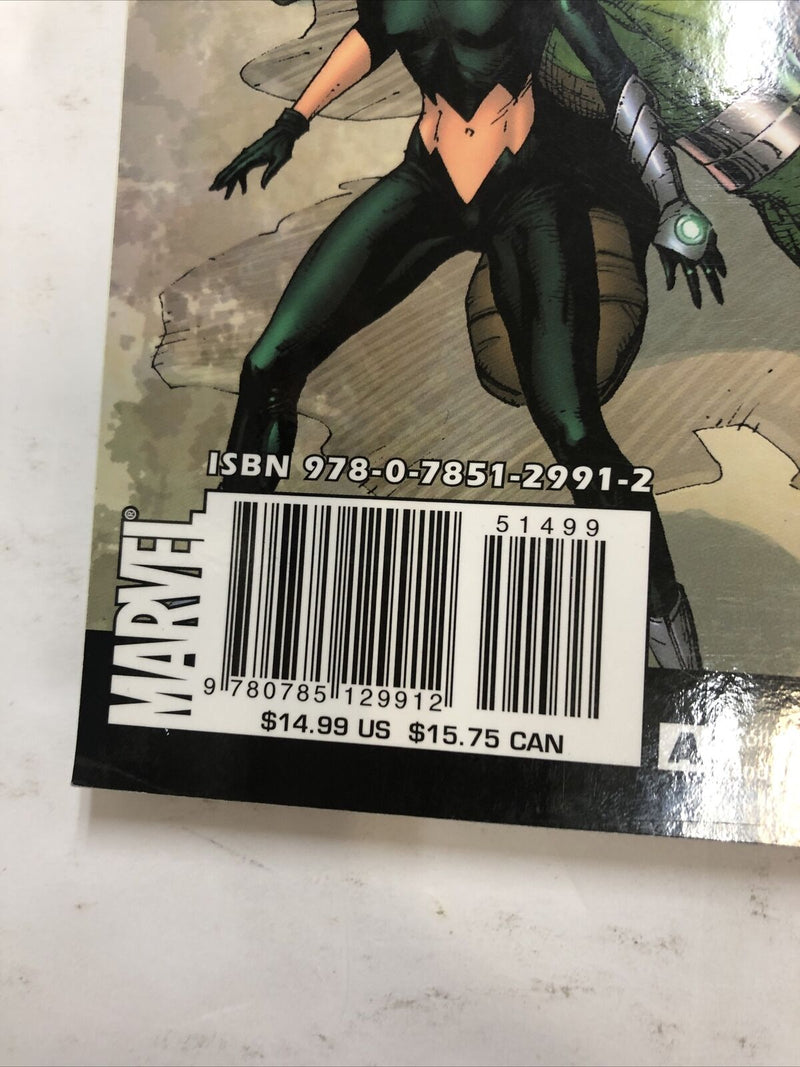 ISBN 978-0-7851-2991-2
MARVEL®
51499
9 780785 129912
$14.99 US $15.75 CAN
A